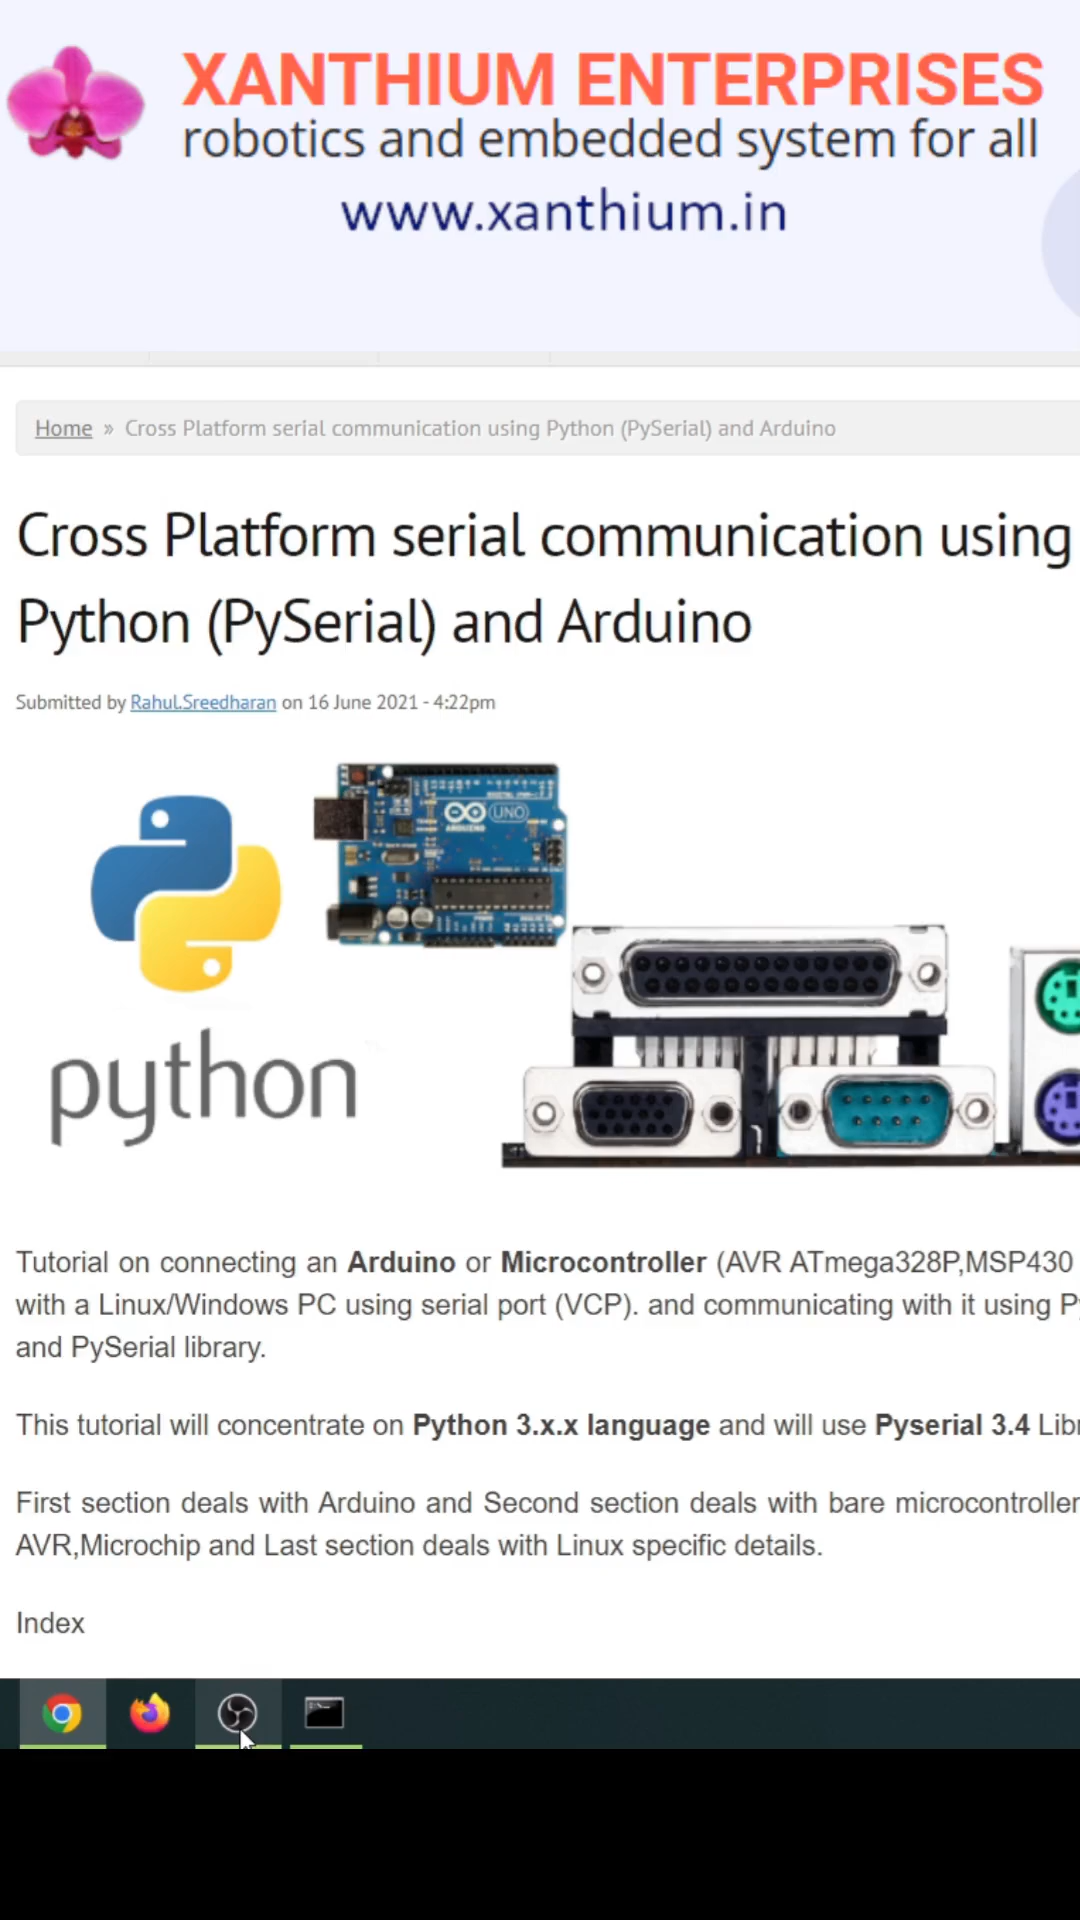 XANTHIUM ENTERPRISES
robotics and embedded system for all
www.xanthium.in
Home » Cross Platform serial communication using Python (PySerial) and Arduino
Cross Platform serial communication using
Python (PySerial) and Arduino
Submitted by Rahul.Sreedharan on 16 June 2021 - 4:22pm
UNO
ARDUINO
python
Tutorial on connecting an Arduino or Microcontroller (AVR ATmega328P,MSP430
with a Linux/Windows PC using serial port (VCP). and communicating with it using Py
and PySerial library.
This tutorial will concentrate on Python 3.x.x language and will use Pyserial 3.4 Libr
First section deals with Arduino and Second section deals with bare microcontroller
AVR,Microchip and Last section deals with Linux specific details.
Index